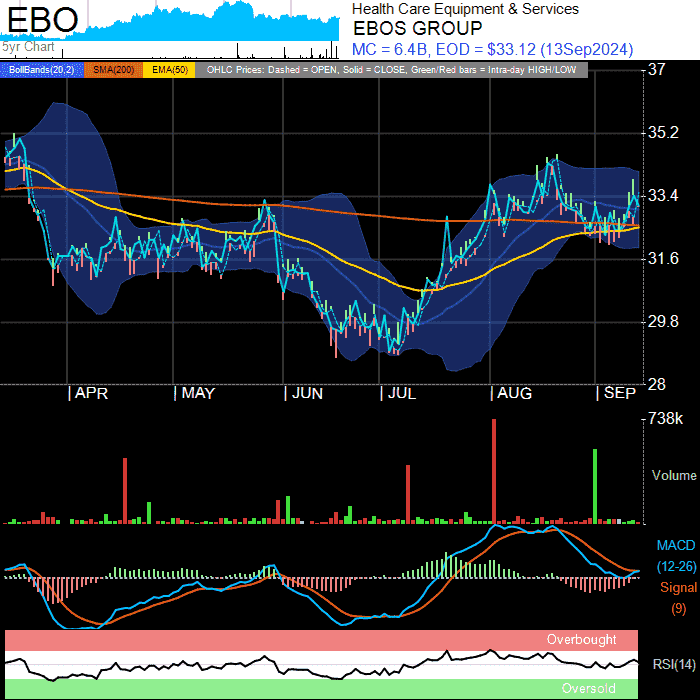 EBO
5yr Chart
Health Care Equipment & Services
EBOS GROUP
MC = 6.4B, EOD = $33.12 (13Sep2024)
BollBands(20,2) SMA(200) EMA(50) OHLC Prices: Dashed = OPEN, Solid = CLOSE, Green/Red bars = Intra-day HIGH/LOW
37
35.2
33.4
31.6
29.8
28
APR MAY JUN JUL AUG SEP
738k
Volume
MACD
(12-26)
Signal
(9)
Overbought
RSI(14)
Oversold